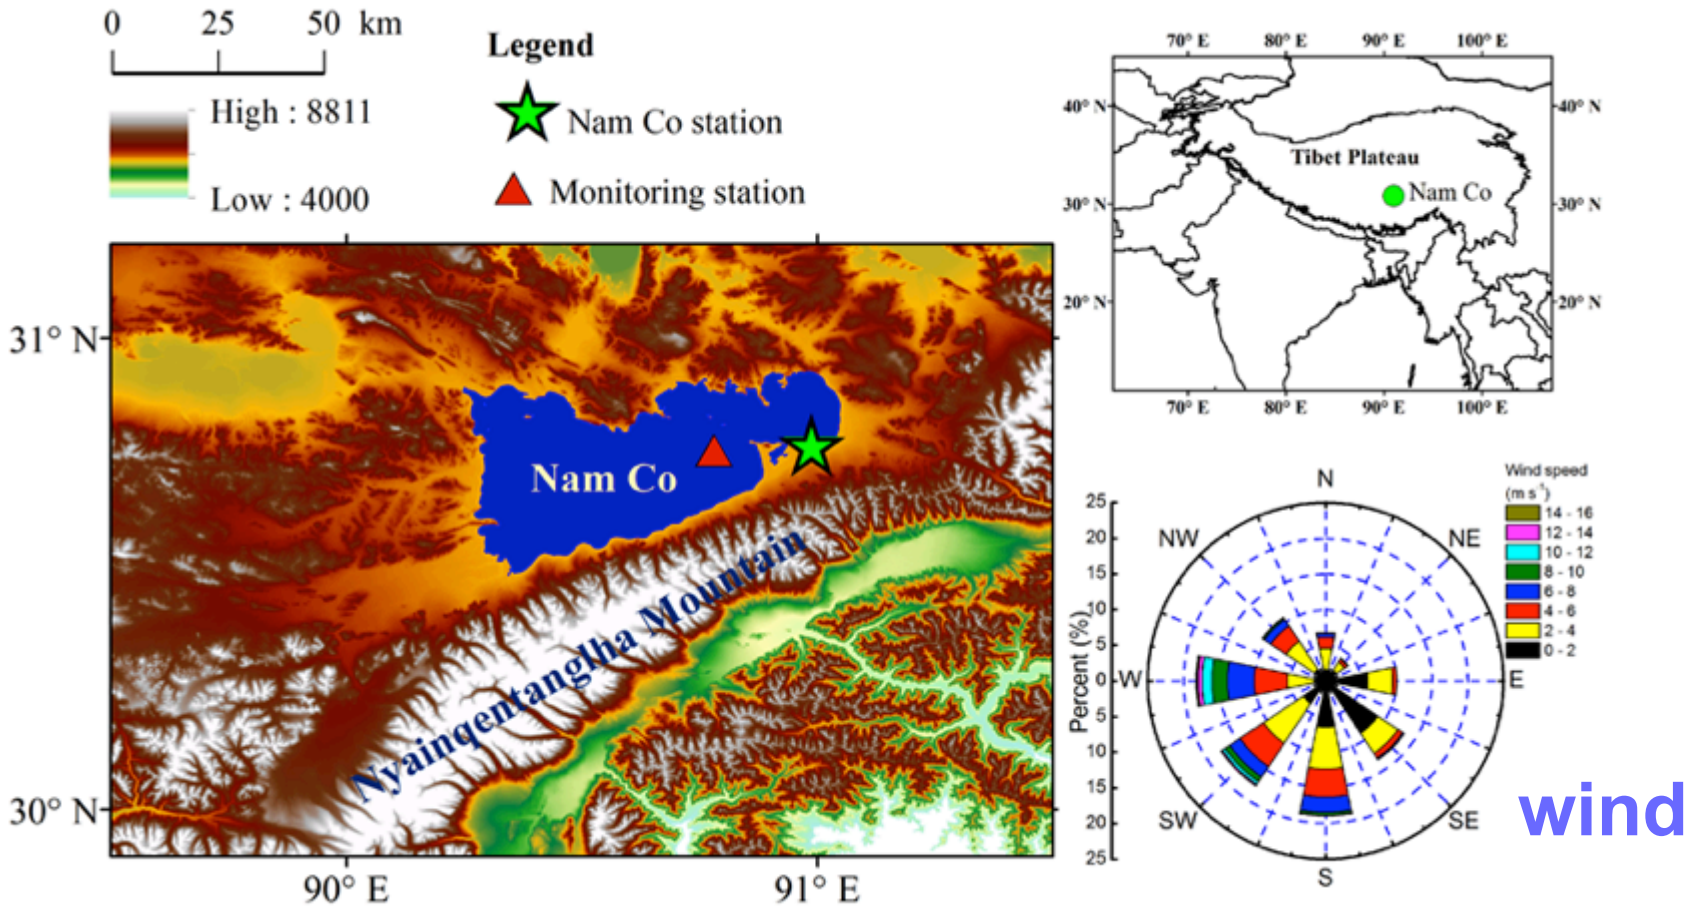 0 25 50 km
High : 8811
Low : 4000
Legend
Nam Co station
Monitoring station
31° N
30° N
90° E 91° E
Nam Co
Nyainqentanglha Mountain
70° E 80° E 90° E 100° E
40° N 40° N
Tibet Plateau
Nam Co
30° N 30° N
20° N 20° N
70° E 80° E 90° E 100° E
Wind speed
(m s⁻¹)
14 - 16
12 - 14
10 - 12
8 - 10
6 - 8
4 - 6
2 - 4
0 - 2
Percent (%)
25
20
15
10
5
0
5
10
15
20
25
N
NW NE
W E
SW SE
S
wind